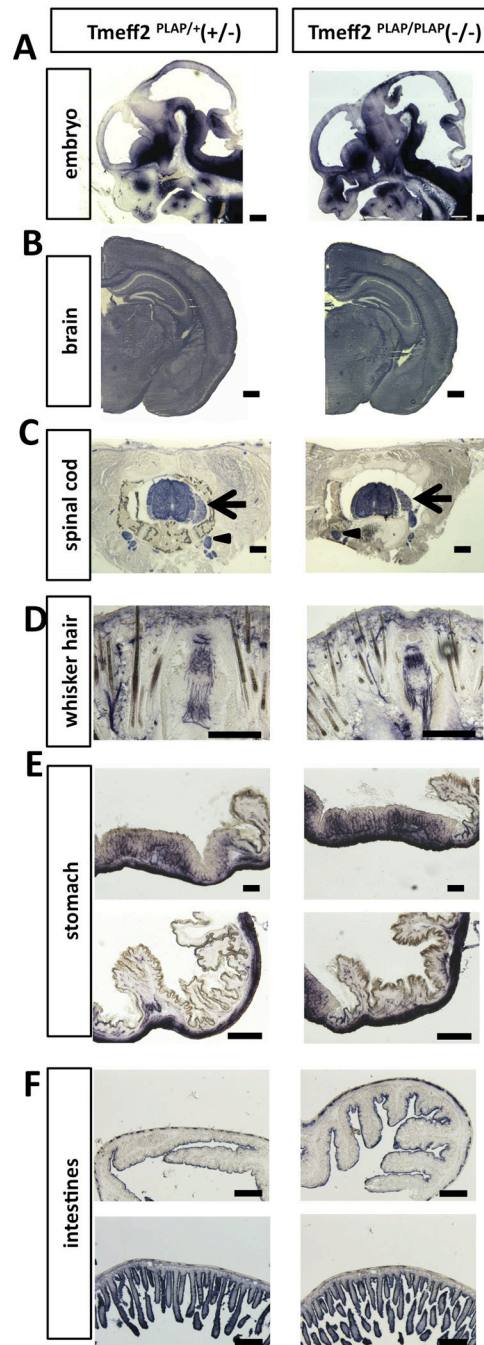 Tmeff2 PLAP/+(+/-)
Tmeff2 PLAP/PLAP(-/-)
A
embryo
B
brain
C
spinal cod
D
whisker hair
E
stomach
F
intestines